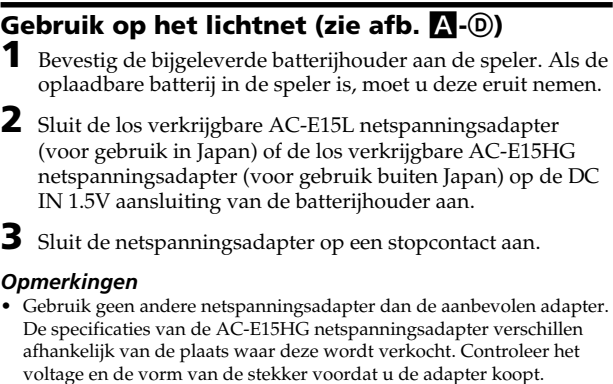 Gebruik op het lichtnet (zie afb. A-Ⓓ)
1 Bevestig de bijgeleverde batterijhouder aan de speler. Als de
oplaadbare batterij in de speler is, moet u deze eruit nemen.
2 Sluit de los verkrijgbare AC-E15L netspanningsadapter
(voor gebruik in Japan) of de los verkrijgbare AC-E15HG
netspanningsadapter (voor gebruik buiten Japan) op de DC
IN 1.5V aansluiting van de batterijhouder aan.
3 Sluit de netspanningsadapter op een stopcontact aan.
Opmerkingen
• Gebruik geen andere netspanningsadapter dan de aanbevolen adapter.
De specificaties van de AC-E15HG netspanningsadapter verschillen
afhankelijk van de plaats waar deze wordt verkocht. Controleer het
voltage en de vorm van de stekker voordat u de adapter koopt.